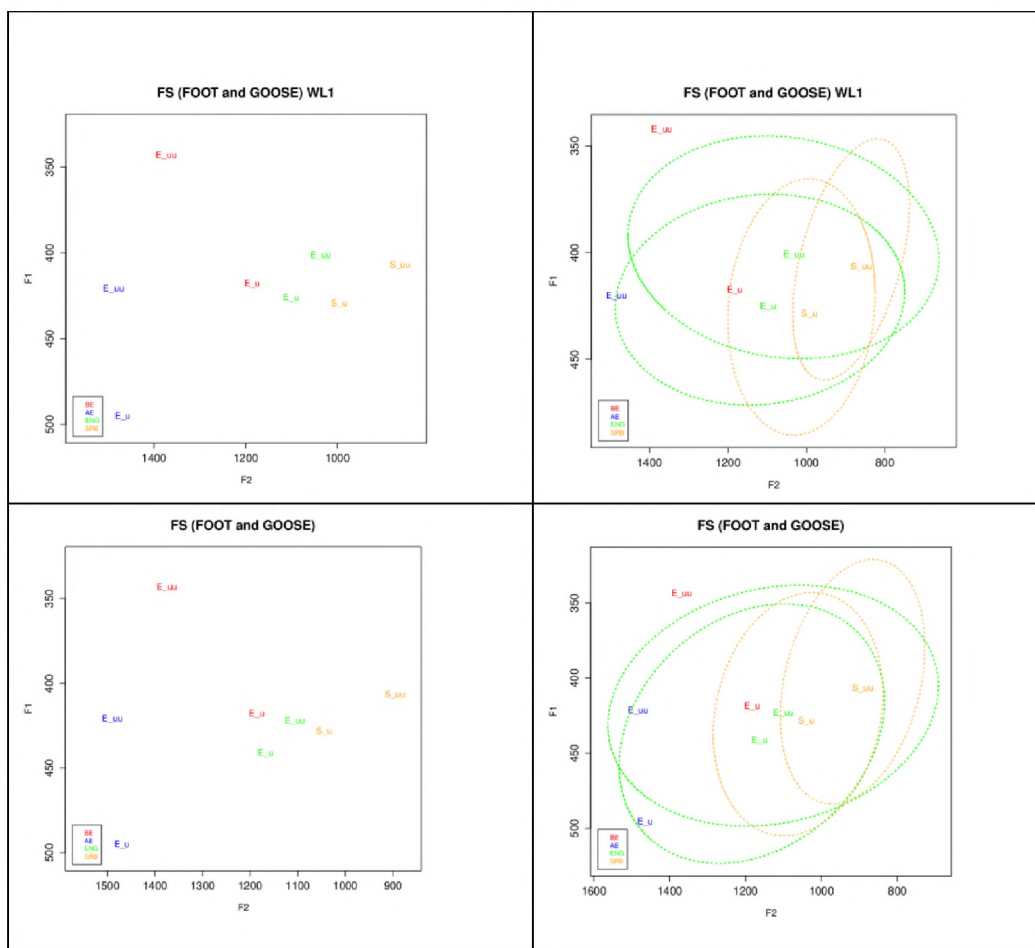 FS (FOOT and GOOSE) WL1
E_uu
350
E_uu
S_uu
400
F1
E_uu
E_u
E_u
S_u
450
E_u
500
BE
AE
ENG
SRB
1400 1200 1000
F2
FS (FOOT and GOOSE) WL1
E_uu
350
E_uu
400
S_uu
F1
E_uu
E_u
E_u
S_u
450
BE
AE
ENG
SRB
1400 1200 1000 800
F2
FS (FOOT and GOOSE)
E_uu
350
400
S_uu
F1
E_uu
E_u
E_uu
S_u
E_u
450
E_u
500
BE
AE
ENG
SRB
1500 1400 1300 1200 1100 1000 900
F2
FS (FOOT and GOOSE)
E_uu
350
400
S_uu
F1
E_uu
E_u
E_uu
S_u
E_u
450
E_u
500
BE
AE
ENG
SRB
1600 1400 1200 1000 800
F2